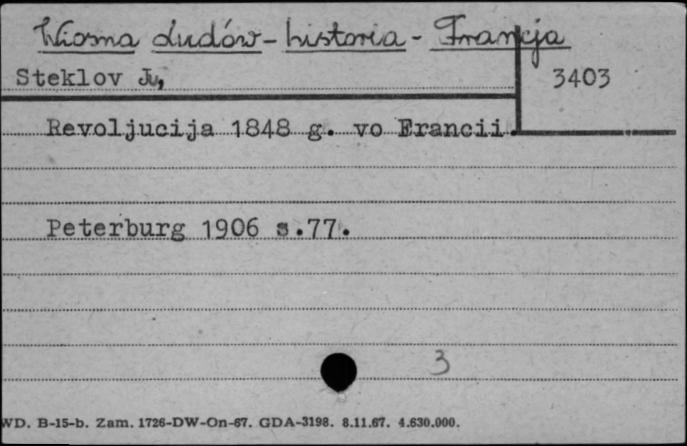 Wiosna Ludów - historia - Francja
Steklov Ju, 3403
Revoljucija 1848 g. vo Francii.
Peterburg 1906 s.77.
3
WD. B-15-b. Zam. 1726-DW-On-67. GDA-3198. 8.11.67. 4.630.000.